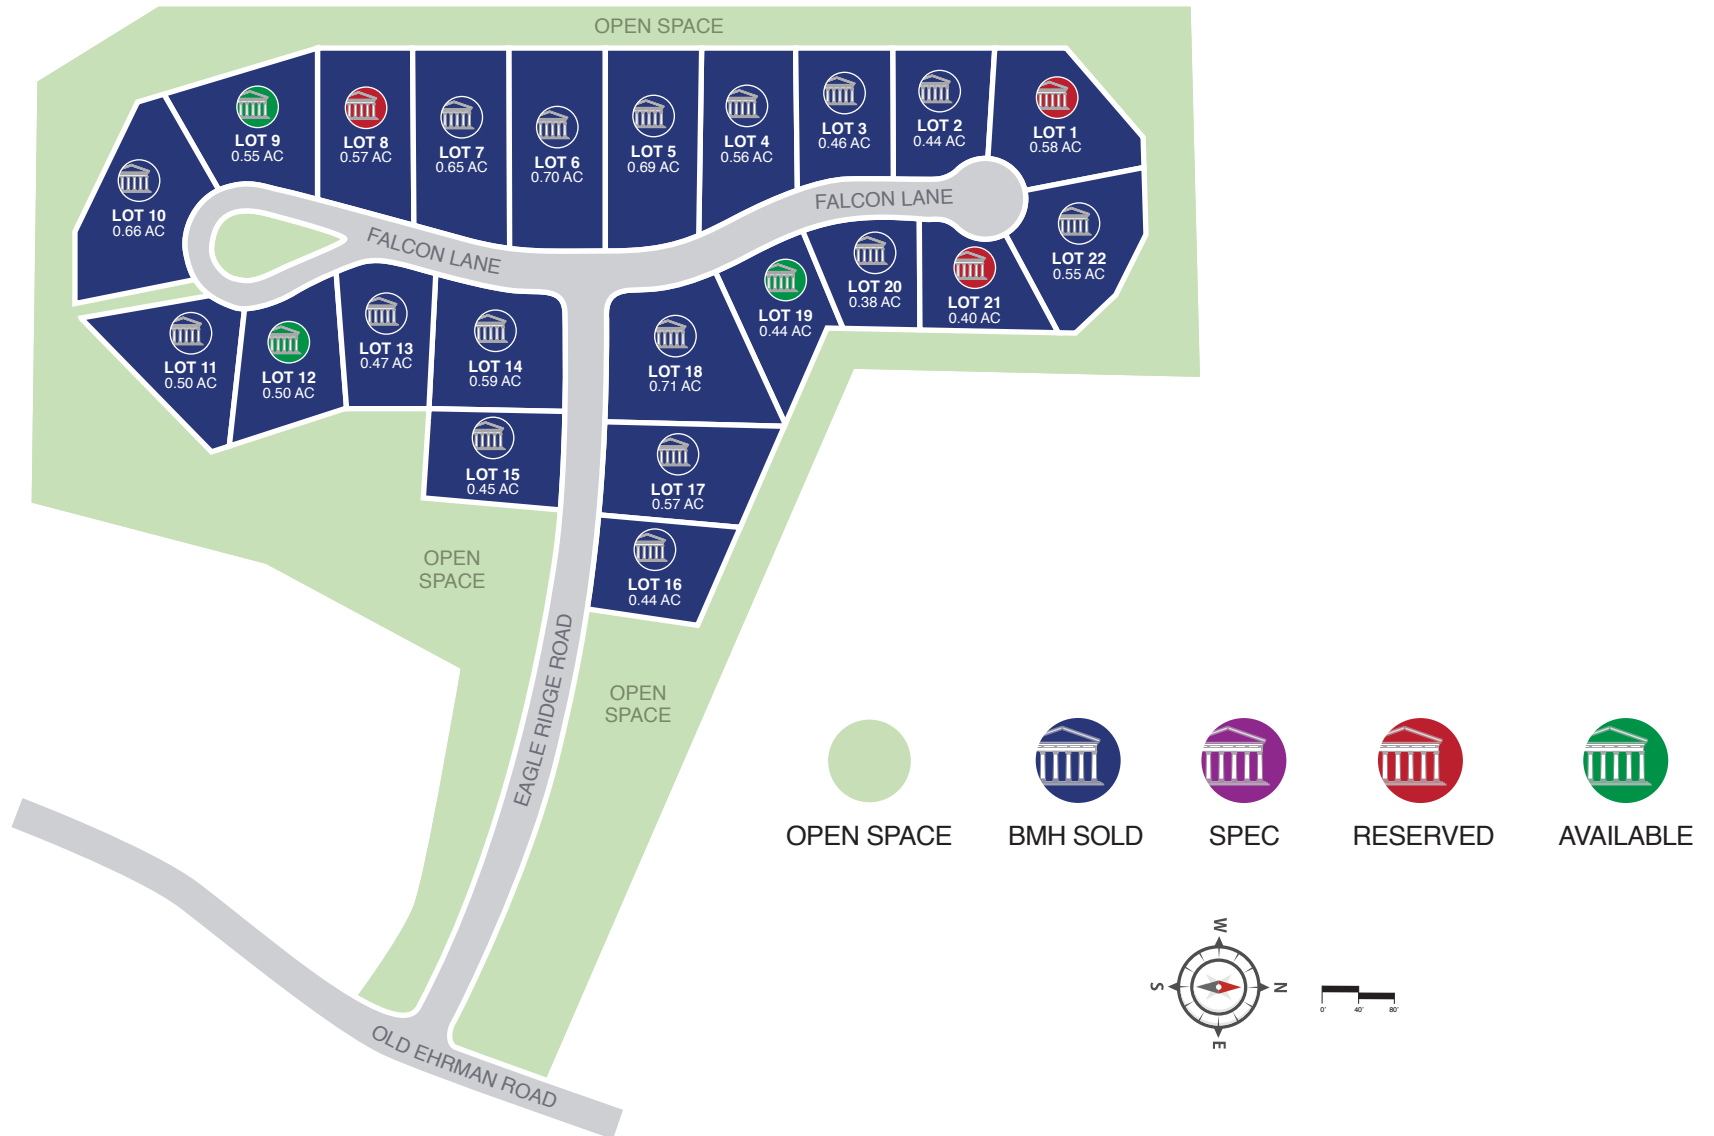 OPEN SPACE
LOT 9
0.55 AC
LOT 8
0.57 AC
LOT 7
0.65 AC
LOT 6
0.70 AC
LOT 5
0.69 AC
LOT 4
0.56 AC
LOT 3
0.46 AC
LOT 2
0.44 AC
LOT 1
0.58 AC
LOT 10
0.66 AC
FALCON LANE
FALCON LANE
LOT 22
0.55 AC
LOT 11
0.50 AC
LOT 12
0.50 AC
LOT 13
0.47 AC
LOT 14
0.59 AC
LOT 18
0.71 AC
LOT 19
0.44 AC
LOT 20
0.38 AC
LOT 21
0.40 AC
LOT 15
0.45 AC
LOT 17
0.57 AC
LOT 16
0.44 AC
OPEN
SPACE
EAGLE RIDGE ROAD
OPEN
SPACE
OLD EHRMAN ROAD
OPEN SPACE
BMH SOLD
SPEC
RESERVED
AVAILABLE
W
S
N
E
0'
40'
80'